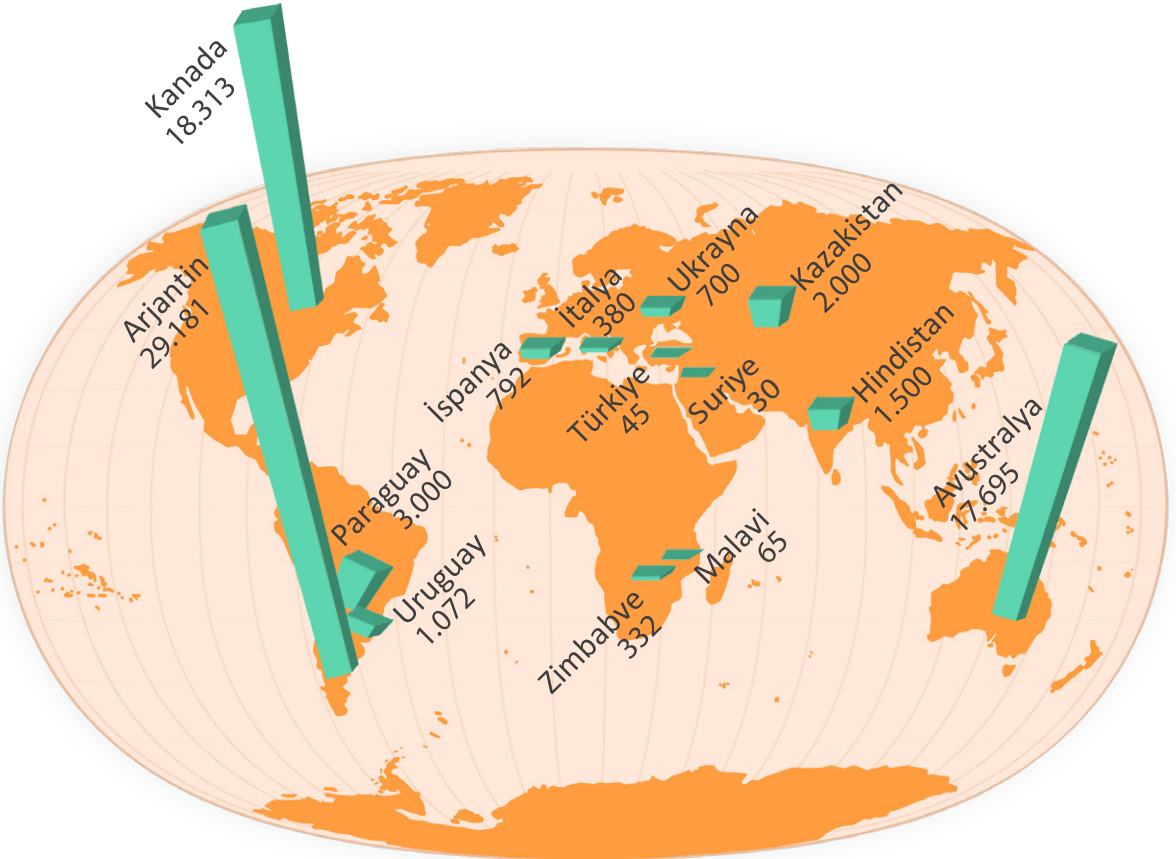 Kanada
18.313
Arjantin
29.181
Ukrayna
700
Kazakistan
2.000
İtalya
380
İspanya
792
Türkiye
45
Suriye
30
Hindistan
1.500
Avustralya
17.695
Paraguay
3.000
Uruguay
1.072
Malavi
65
Zimbabve
332